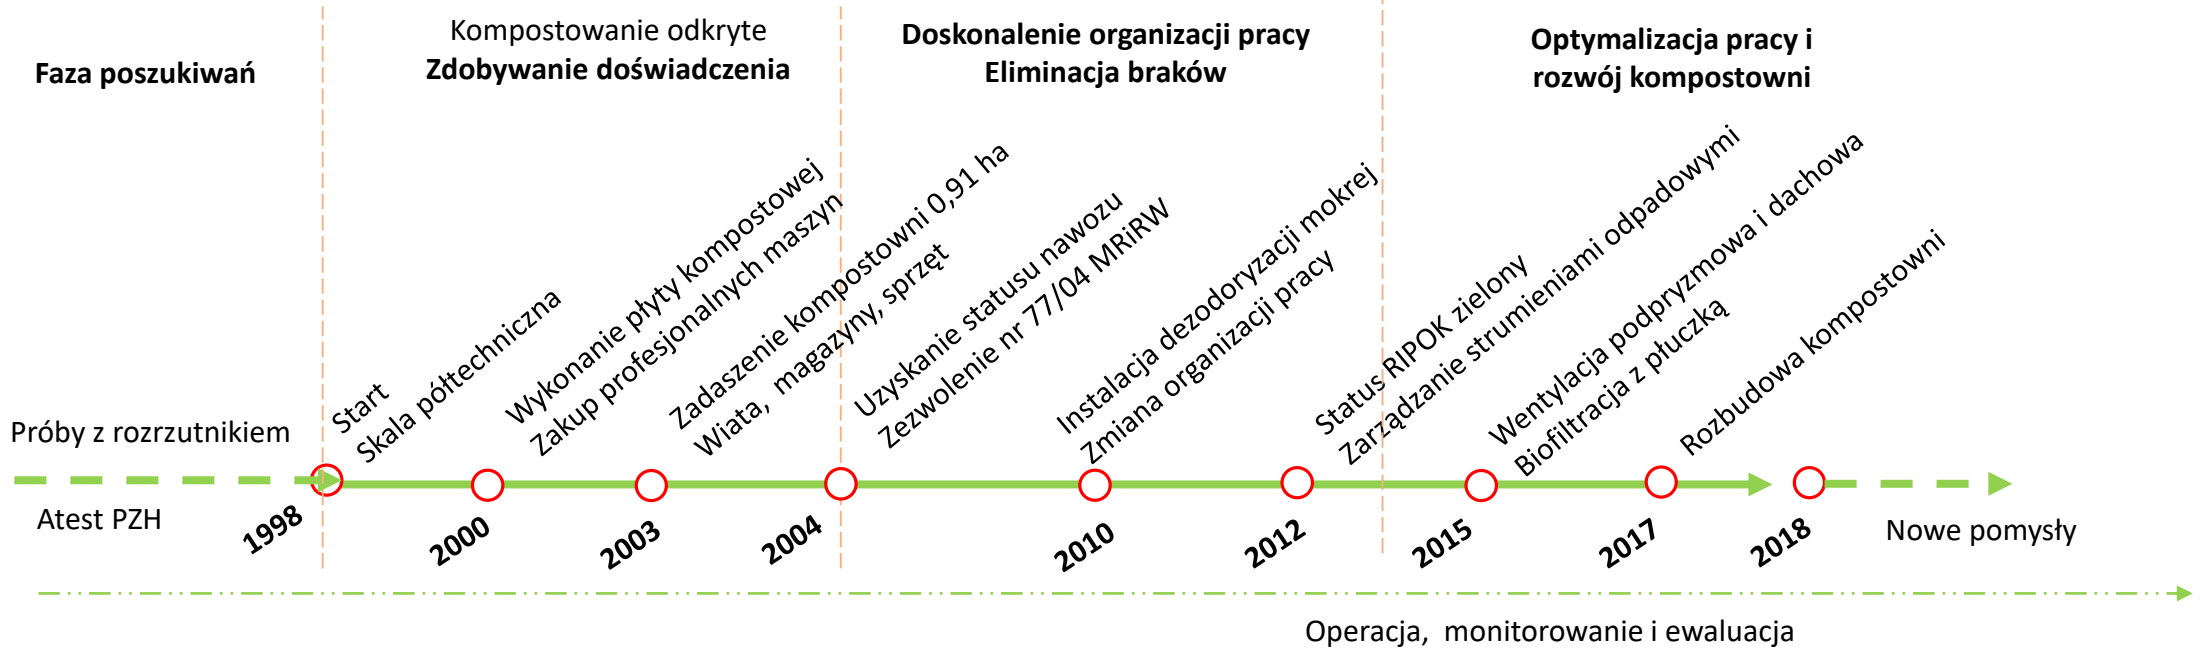 Faza poszukiwań
Kompostowanie odkryte
Zdobywanie doświadczenia
Doskonalenie organizacji pracy
Eliminacja braków
Optymalizacja pracy i
rozwój kompostowni
Próby z rozrzutnikiem
Atest PZH
Start
Skala półtechniczna
Wykonanie płyty kompostowej
Zakup profesjonalnych maszyn
Zadaszenie kompostowni 0,91 ha
Wiata, magazyny, sprzęt
Uzyskanie statusu nawozu
Zezwolenie nr 77/04 MRiRW
Instalacja dezodoryzacji mokrej
Zmiana organizacji pracy
Status RIPOK zielony
Zarządzanie strumieniami odpadowymi
Wentylacja podpryzmowa i dachowa
Biofiltracja z płuczką
Rozbudowa kompostowni
1998
2000
2003
2004
2010
2012
2015
2017
2018
Nowe pomysły
Operacja, monitorowanie i ewaluacja